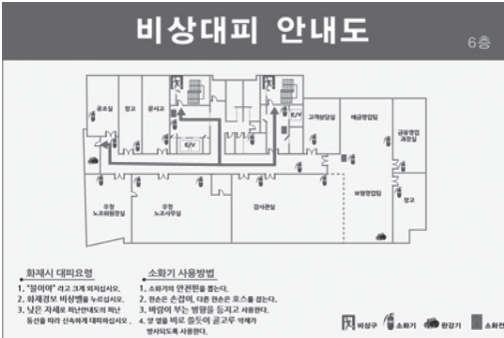 비상대피 안내도
6층
공조실
창고
문서고
E/V
E/V
고객상담실
예금영업팀
금융영업
과장실
우정
노조위원장실
우정
노조사무실
감사관실
보험영업팀
창고
화재시 대피요령
1. "불이야" 라고 크게 외치십시오.
2. 화재경보 비상벨을 누르십시오.
3. 낮은 자세로 피난안내도의 피난
동선을 따라 신속하게 대피하십시오.
소화기 사용방법
1. 소화기의 안전핀을 뽑는다.
2. 한손은 손잡이, 다른 한손은 호스를 잡는다.
3. 바람이 부는 방향을 등지고 사용한다.
4. 양 옆을 비로 쓸듯이 골고루 약제가
방사되도록 사용한다.
비상구
소화기
완강기
소화전